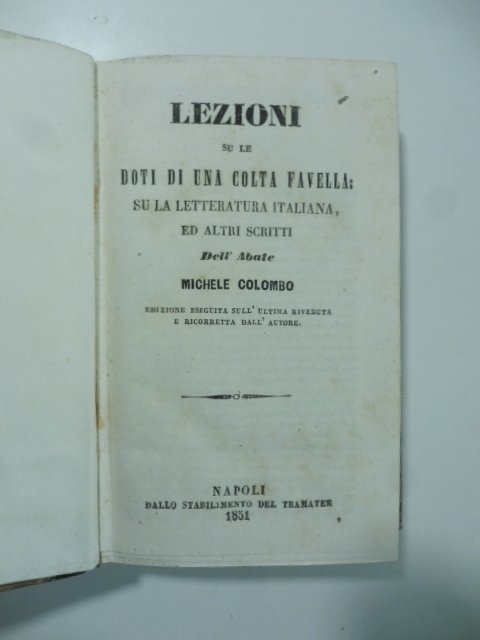 LEZIONI
SU LE
DOTI DI UNA COLTA FAVELLA:
SU LA LETTERATURA ITALIANA,
ED ALTRI SCRITTI
Dell' Abate
MICHELE COLOMBO
EDIZIONE ESEGUITA SULL' ULTIMA RIVEDUTA
E RICORRETTA DALL' AUTORE.
NAPOLI
DALLO STABILIMENTO DEL TRAMATER
1851